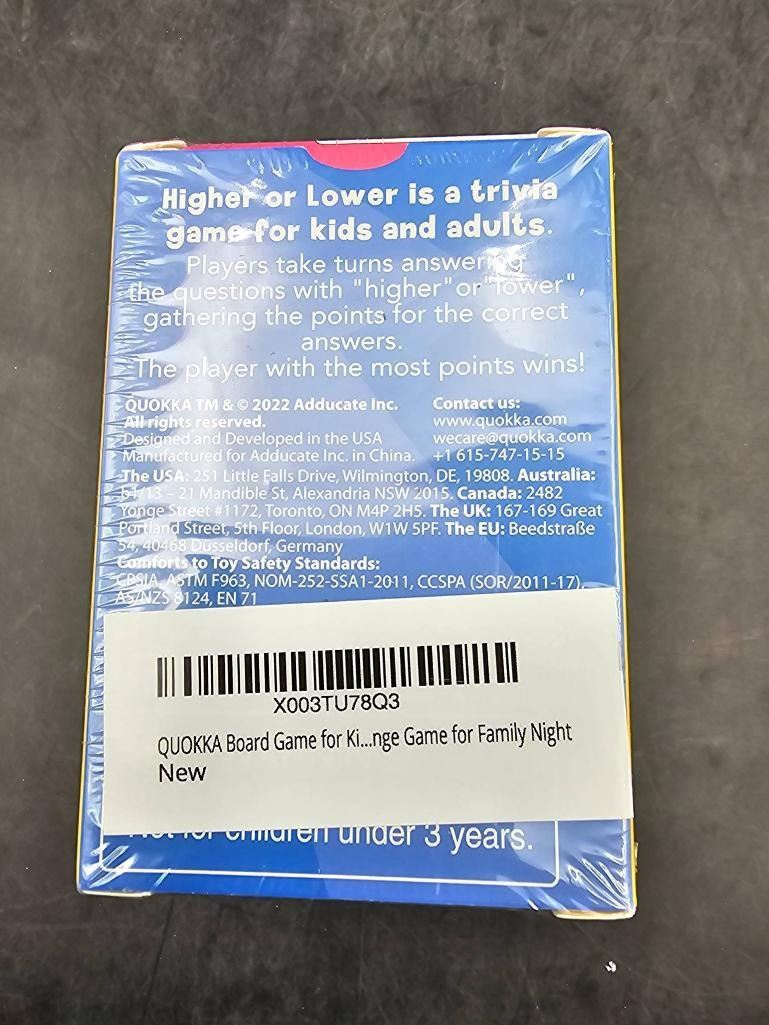 Higher or Lower is a trivia
game for kids and adults.
Players take turns answering
the questions with "higher" or "lower",
gathering the points for the correct
answers.
The player with the most points wins!
QUOKKA TM & © 2022 Adducate Inc.
All rights reserved.
Designed and Developed in the USA
Manufactured for Adducate Inc. in China.
Contact us:
www.quokka.com
wecare@quokka.com
+1 615-747-15-15
The USA: 251 Little Falls Drive, Wilmington, DE, 19808. Australia:
b1/13 – 21 Mandible St, Alexandria NSW 2015. Canada: 2482
Yonge Street #1172, Toronto, ON M4P 2H5. The UK: 167-169 Great
Portland Street, 5th Floor, London, W1W 5PF. The EU: Beedstraße
54, 40468 Düsseldorf, Germany
Comforts to Toy Safety Standards:
CPSIA, ASTM F963, NOM-252-SSA1-2011, CCSPA (SOR/2011-17),
AS/NZS 8124, EN 71
X003TU78Q3
QUOKKA Board Game for Ki...nge Game for Family Night
New
Not for children under 3 years.